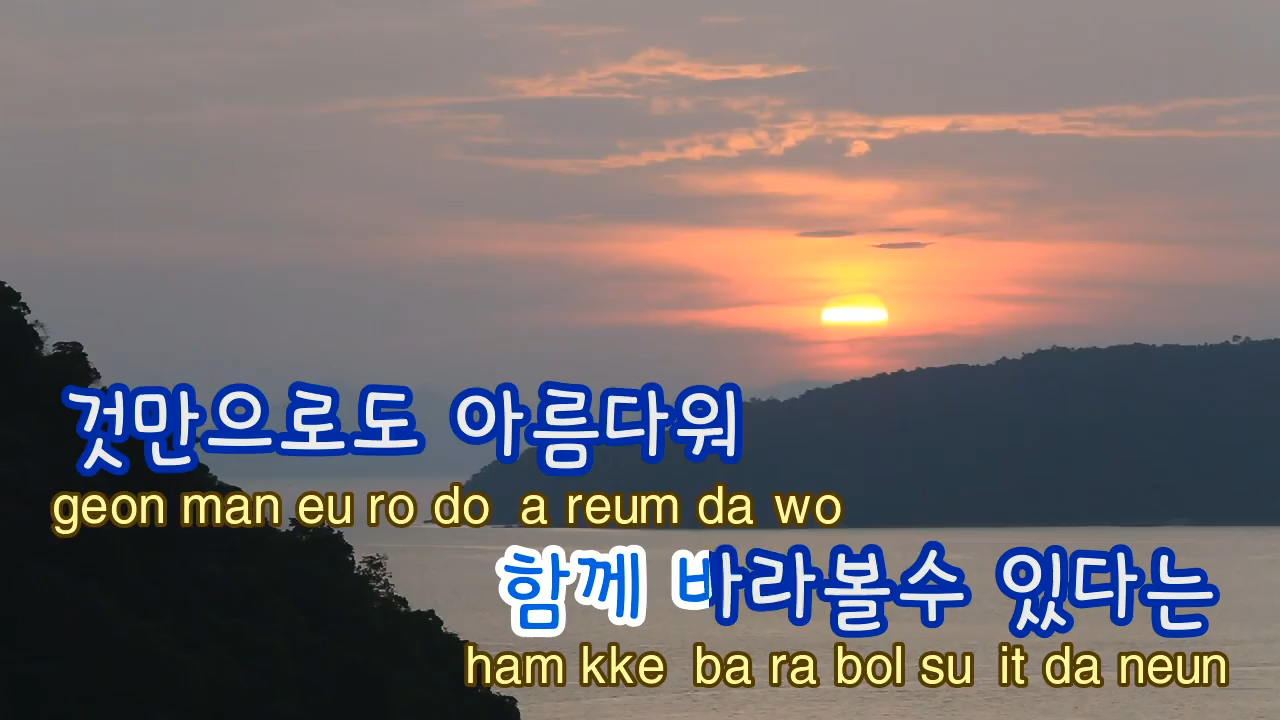 것만으로도 아름다워
geon man eu ro do a reum da wo
함께 바라볼수 있다는
ham kke ba ra bol su it da neun